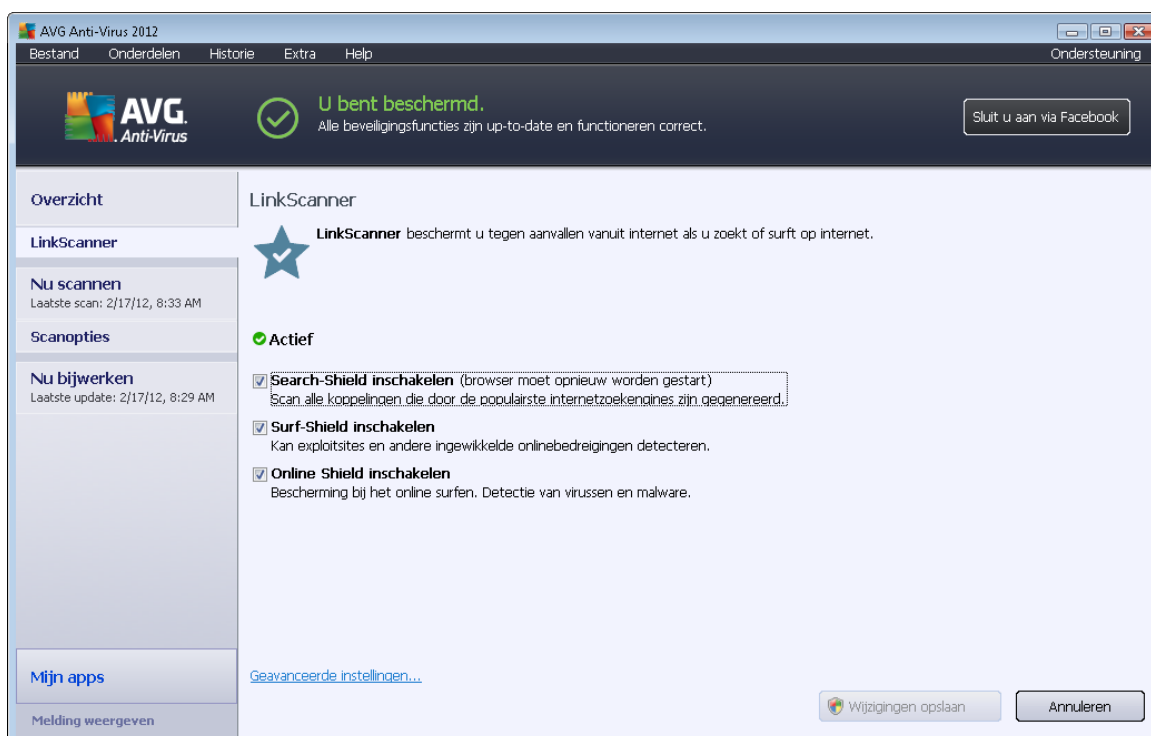 AVG Anti-Virus 2012
Bestand Onderdelen Historie Extra Help Ondersteuning
AVG.
Anti-Virus
U bent beschermd.
Alle beveiligingsfuncties zijn up-to-date en functioneren correct.
Sluit u aan via Facebook
Overzicht
LinkScanner
Nu scannen
Laatste scan: 2/17/12, 8:33 AM
Scanopties
Nu bijwerken
Laatste update: 2/17/12, 8:29 AM
Mijn apps
Melding weergeven
LinkScanner
LinkScanner beschermt u tegen aanvallen vanuit internet als u zoekt of surft op internet.
Actief
Search-Shield inschakelen (browser moet opnieuw worden gestart)
Scan alle koppelingen die door de populairste internetzoekengines zijn gegenereerd.
Surf-Shield inschakelen
Kan exploitsites en andere ingewikkelde onlinebedreigingen detecteren.
Online Shield inschakelen
Bescherming bij het online surfen. Detectie van virussen en malware.
Geavanceerde instellingen...
Wijzigingen opslaan
Annuleren